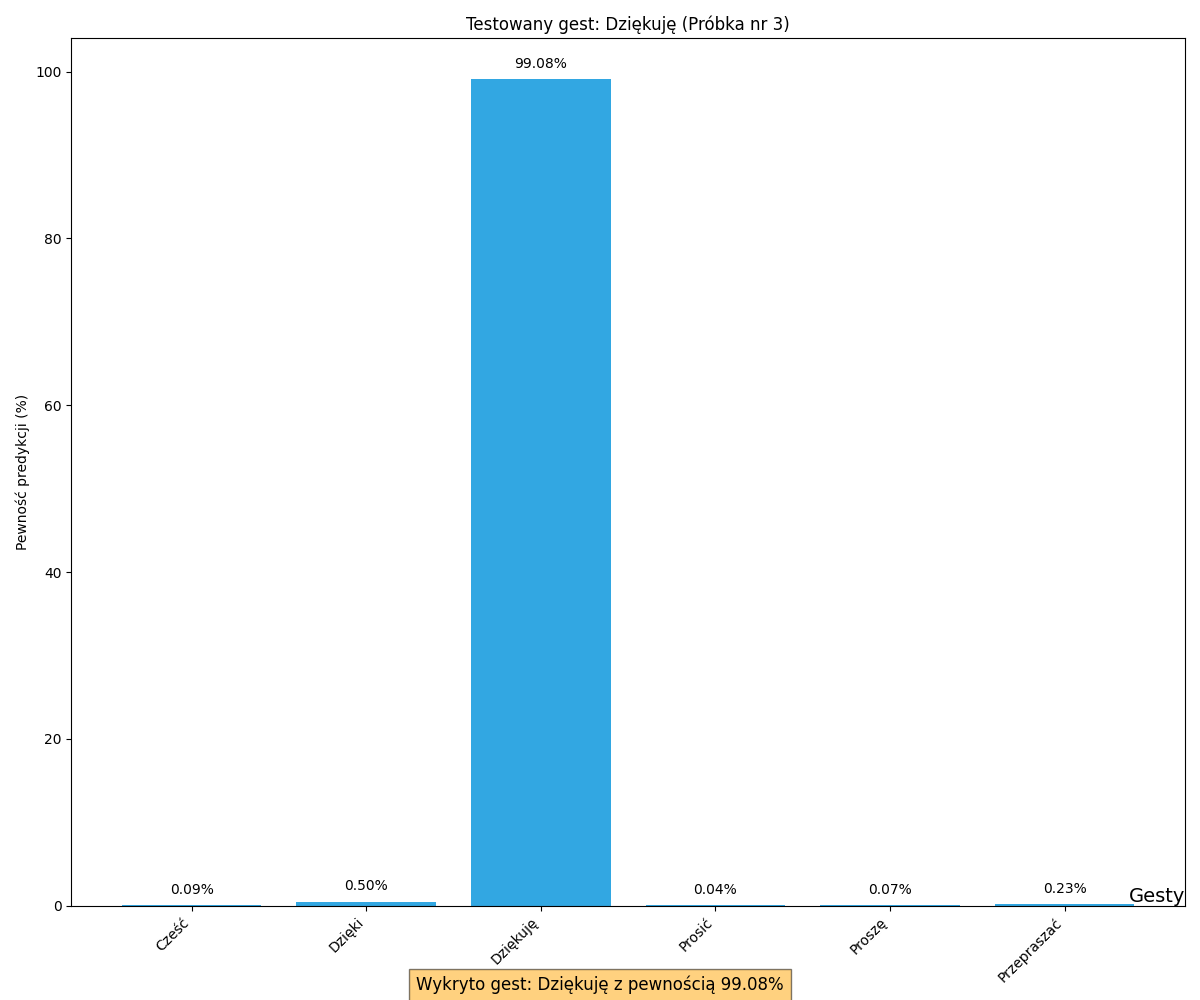 Testowany gest: Dziękuję (Próbka nr 3)
Pewność predykcji (%)
100
80
60
40
20
0
0.09%
0.50%
99.08%
0.04%
0.07%
0.23%
Gesty
Cześć
Dzięki
Dziękuję
Prosić
Proszę
Przepraszać
Wykryto gest: Dziękuję z pewnością 99.08%